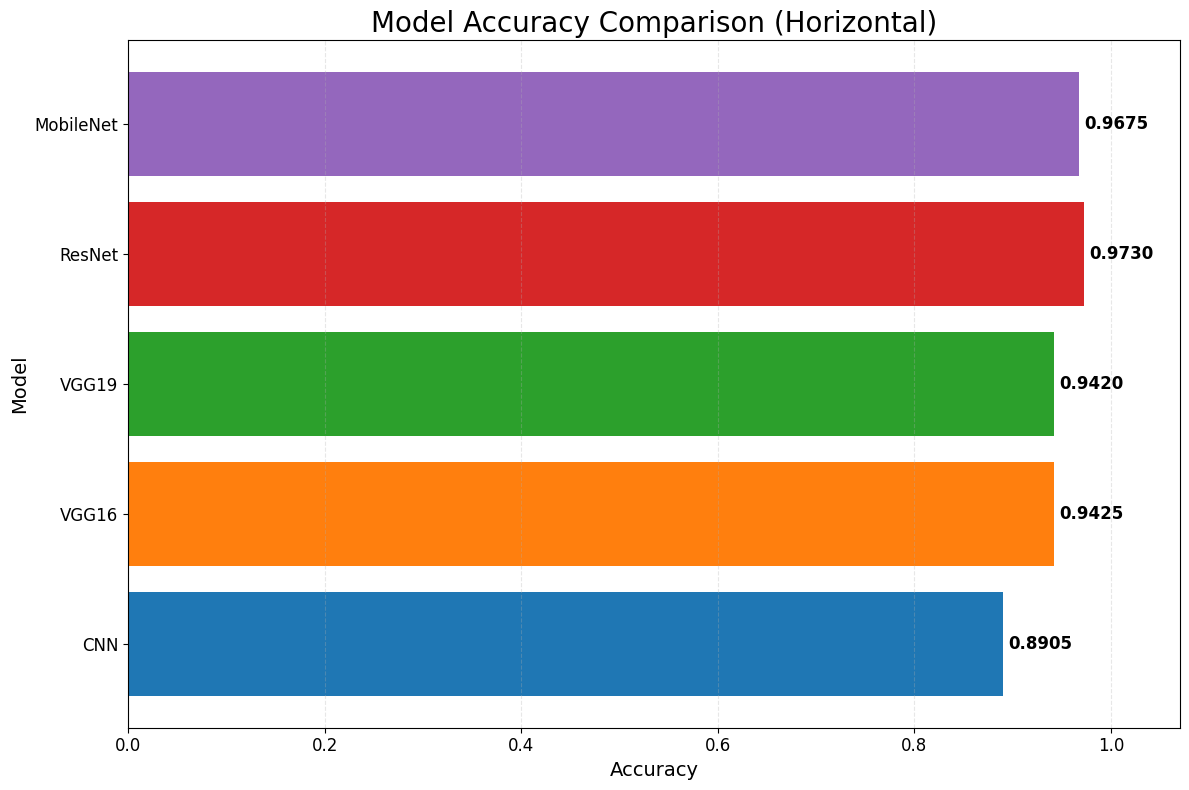 Model Accuracy Comparison (Horizontal)
MobileNet
0.9675
ResNet
0.9730
VGG19
0.9420
VGG16
0.9425
CNN
0.8905
Model
0.0 0.2 0.4 0.6 0.8 1.0
Accuracy